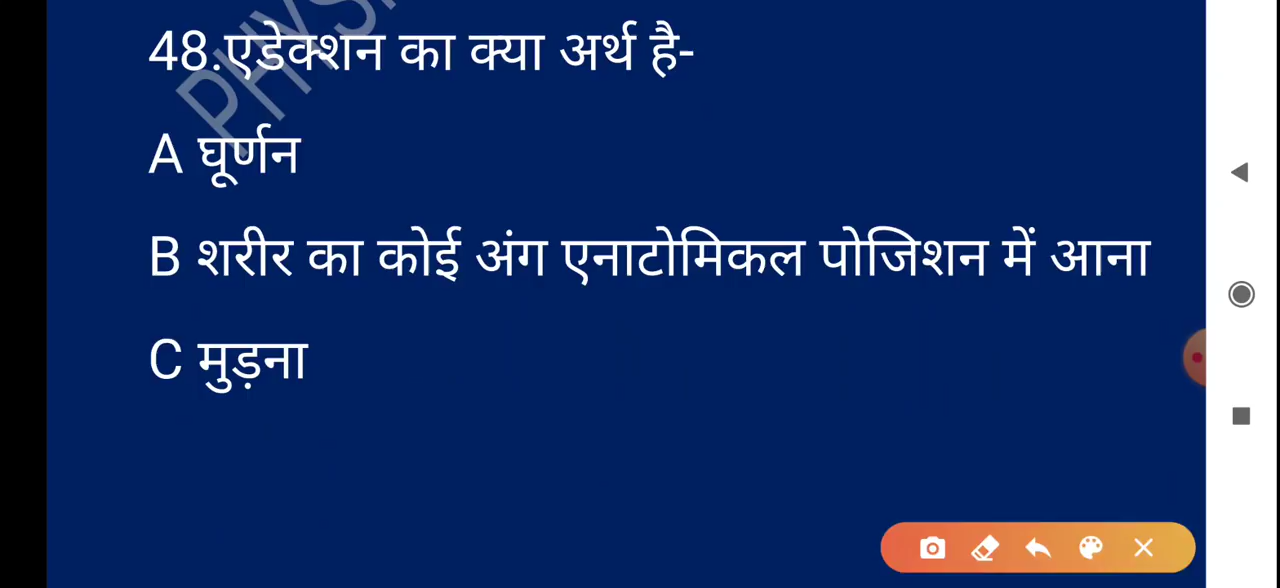 48.एडेक्शन का क्या अर्थ है-
A घूर्णन
B शरीर का कोई अंग एनाटोमिकल पोजिशन में आना
C मुड़ना